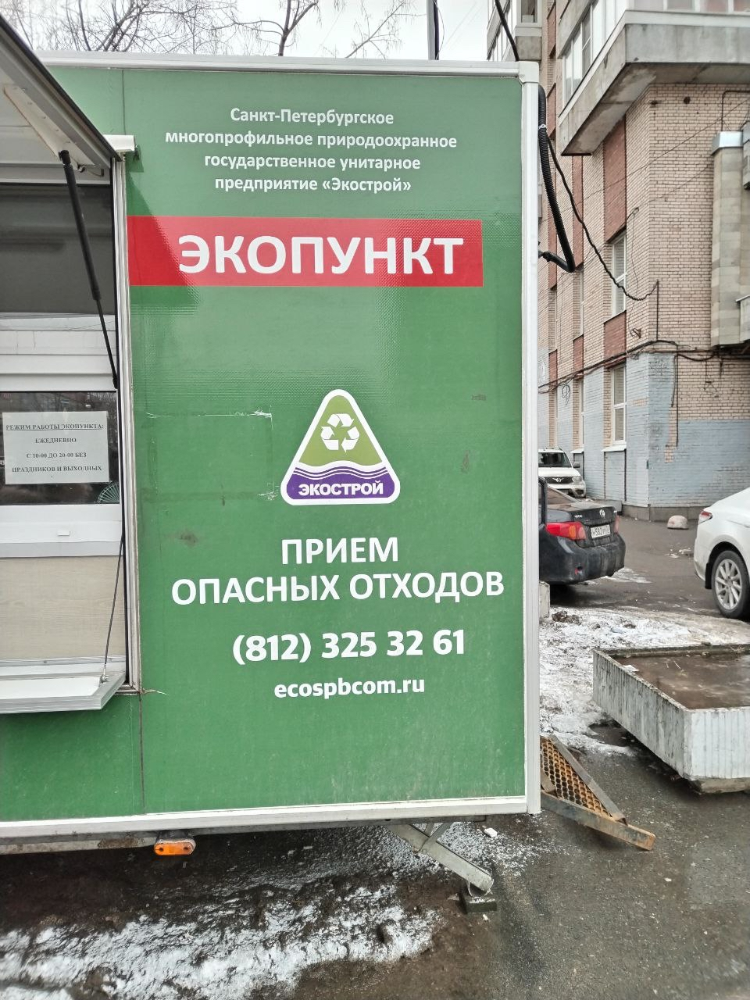 Санкт-Петербургское
многопрофильное природоохранное
государственное унитарное
предприятие «Экострой»
ЭКОПУНКТ
РЕЖИМ РАБОТЫ ЭКОПУНКТА:
ЕЖЕДНЕВНО
С 10-00 ДО 20-00 БЕЗ
ПРАЗДНИКОВ И ВЫХОДНЫХ
ЭКОСТРОЙ
ПРИЕМ
ОПАСНЫХ ОТХОДОВ
(812) 325 32 61
ecospbcom.ru